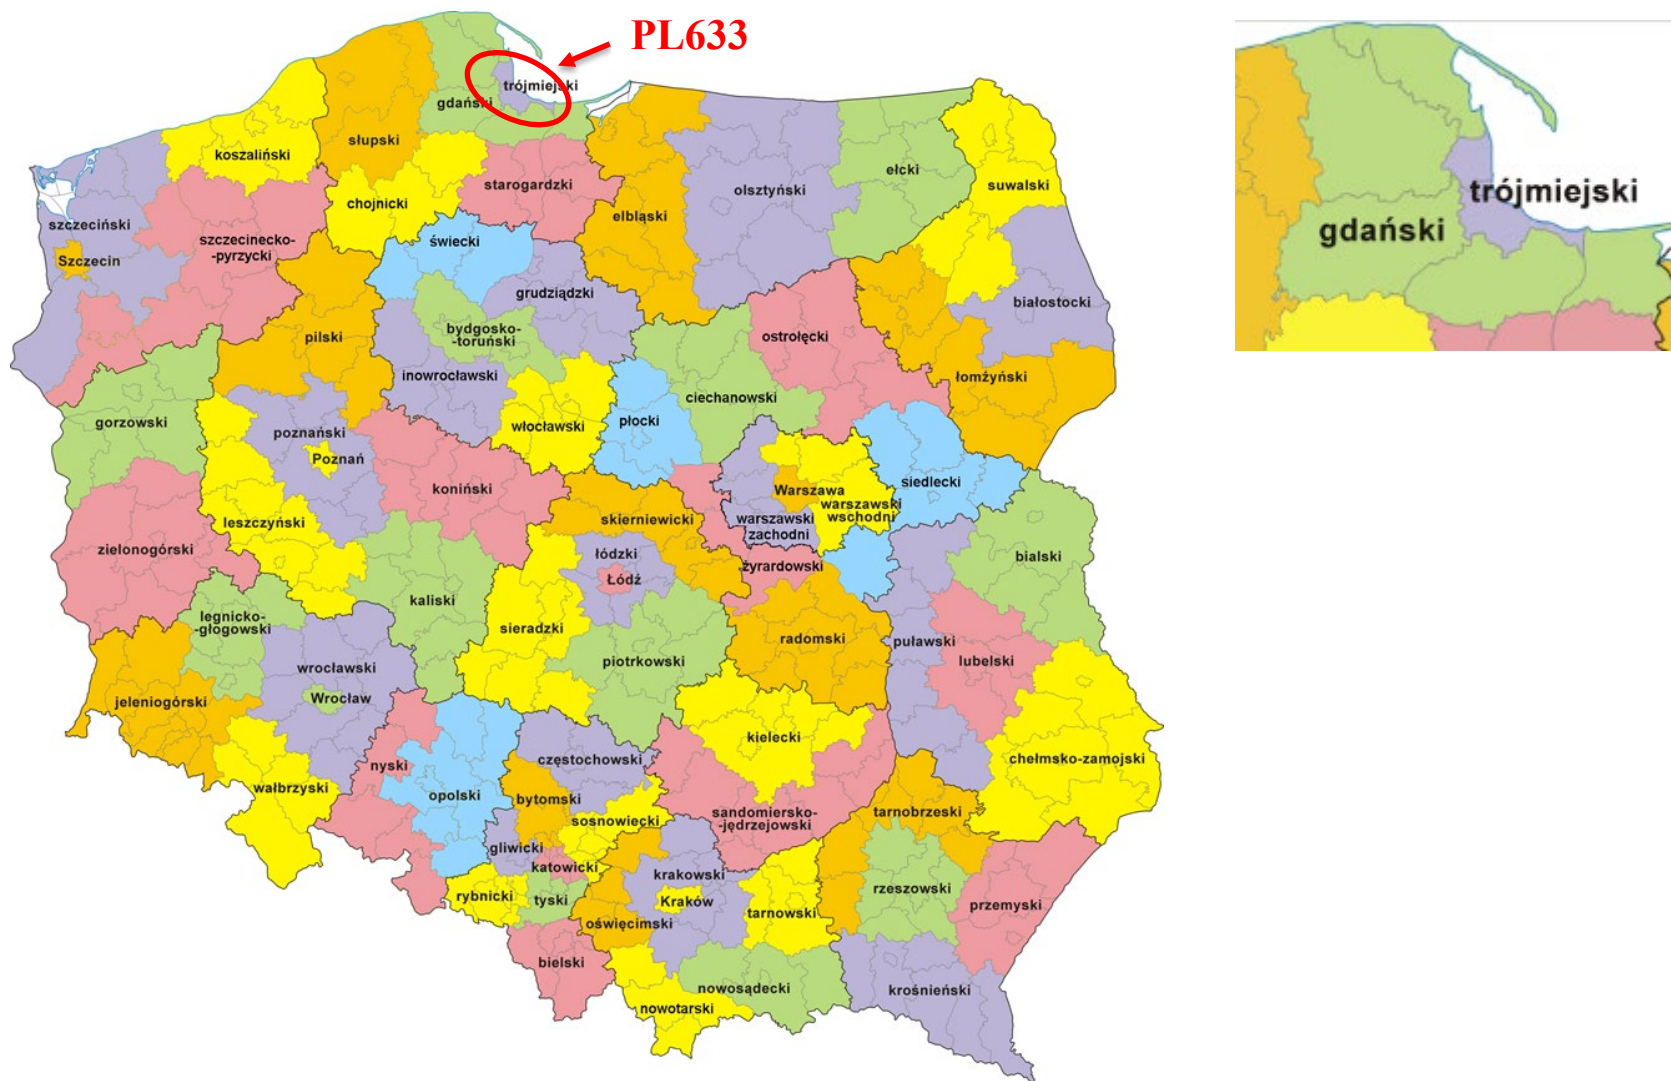 PL633
trójmiejski
gdański
słupski
koszaliński
starogardzki
ełcki
olsztyński
suwalski
chojnicki
elbląski
szczeciński
szczecinecko-
-pyrzycki
świecki
Szczecin
grudziądzki
białostocki
bydgosko-
-toruński
pilski
ostrołęcki
inowrocławski
łomżyński
ciechanowski
gorzowski
poznański
włocławski
płocki
Poznań
koniński
siedlecki
Warszawa
warszawski
wschodni
leszczyński
skierniewicki
warszawski
zachodni
zielonogórski
łódzki
bialski
żyrardowski
Łódź
kaliski
legnicko-
-głogowski
sieradzki
radomski
puławski
piotrkowski
lubelski
wrocławski
Wrocław
jeleniogórski
kielecki
częstochowski
chełmsko-zamojski
nyski
wałbrzyski
opolski
bytomski
sandomiersko-
-jędrzejowski
tarnobrzeski
sosnowiecki
gliwicki
katowicki
krakowski
rzeszowski
rybnicki
tyski
Kraków
tarnowski
przemyski
oświęcimski
bielski
nowosądecki
krośnieński
nowotarski
trójmiejski
gdański